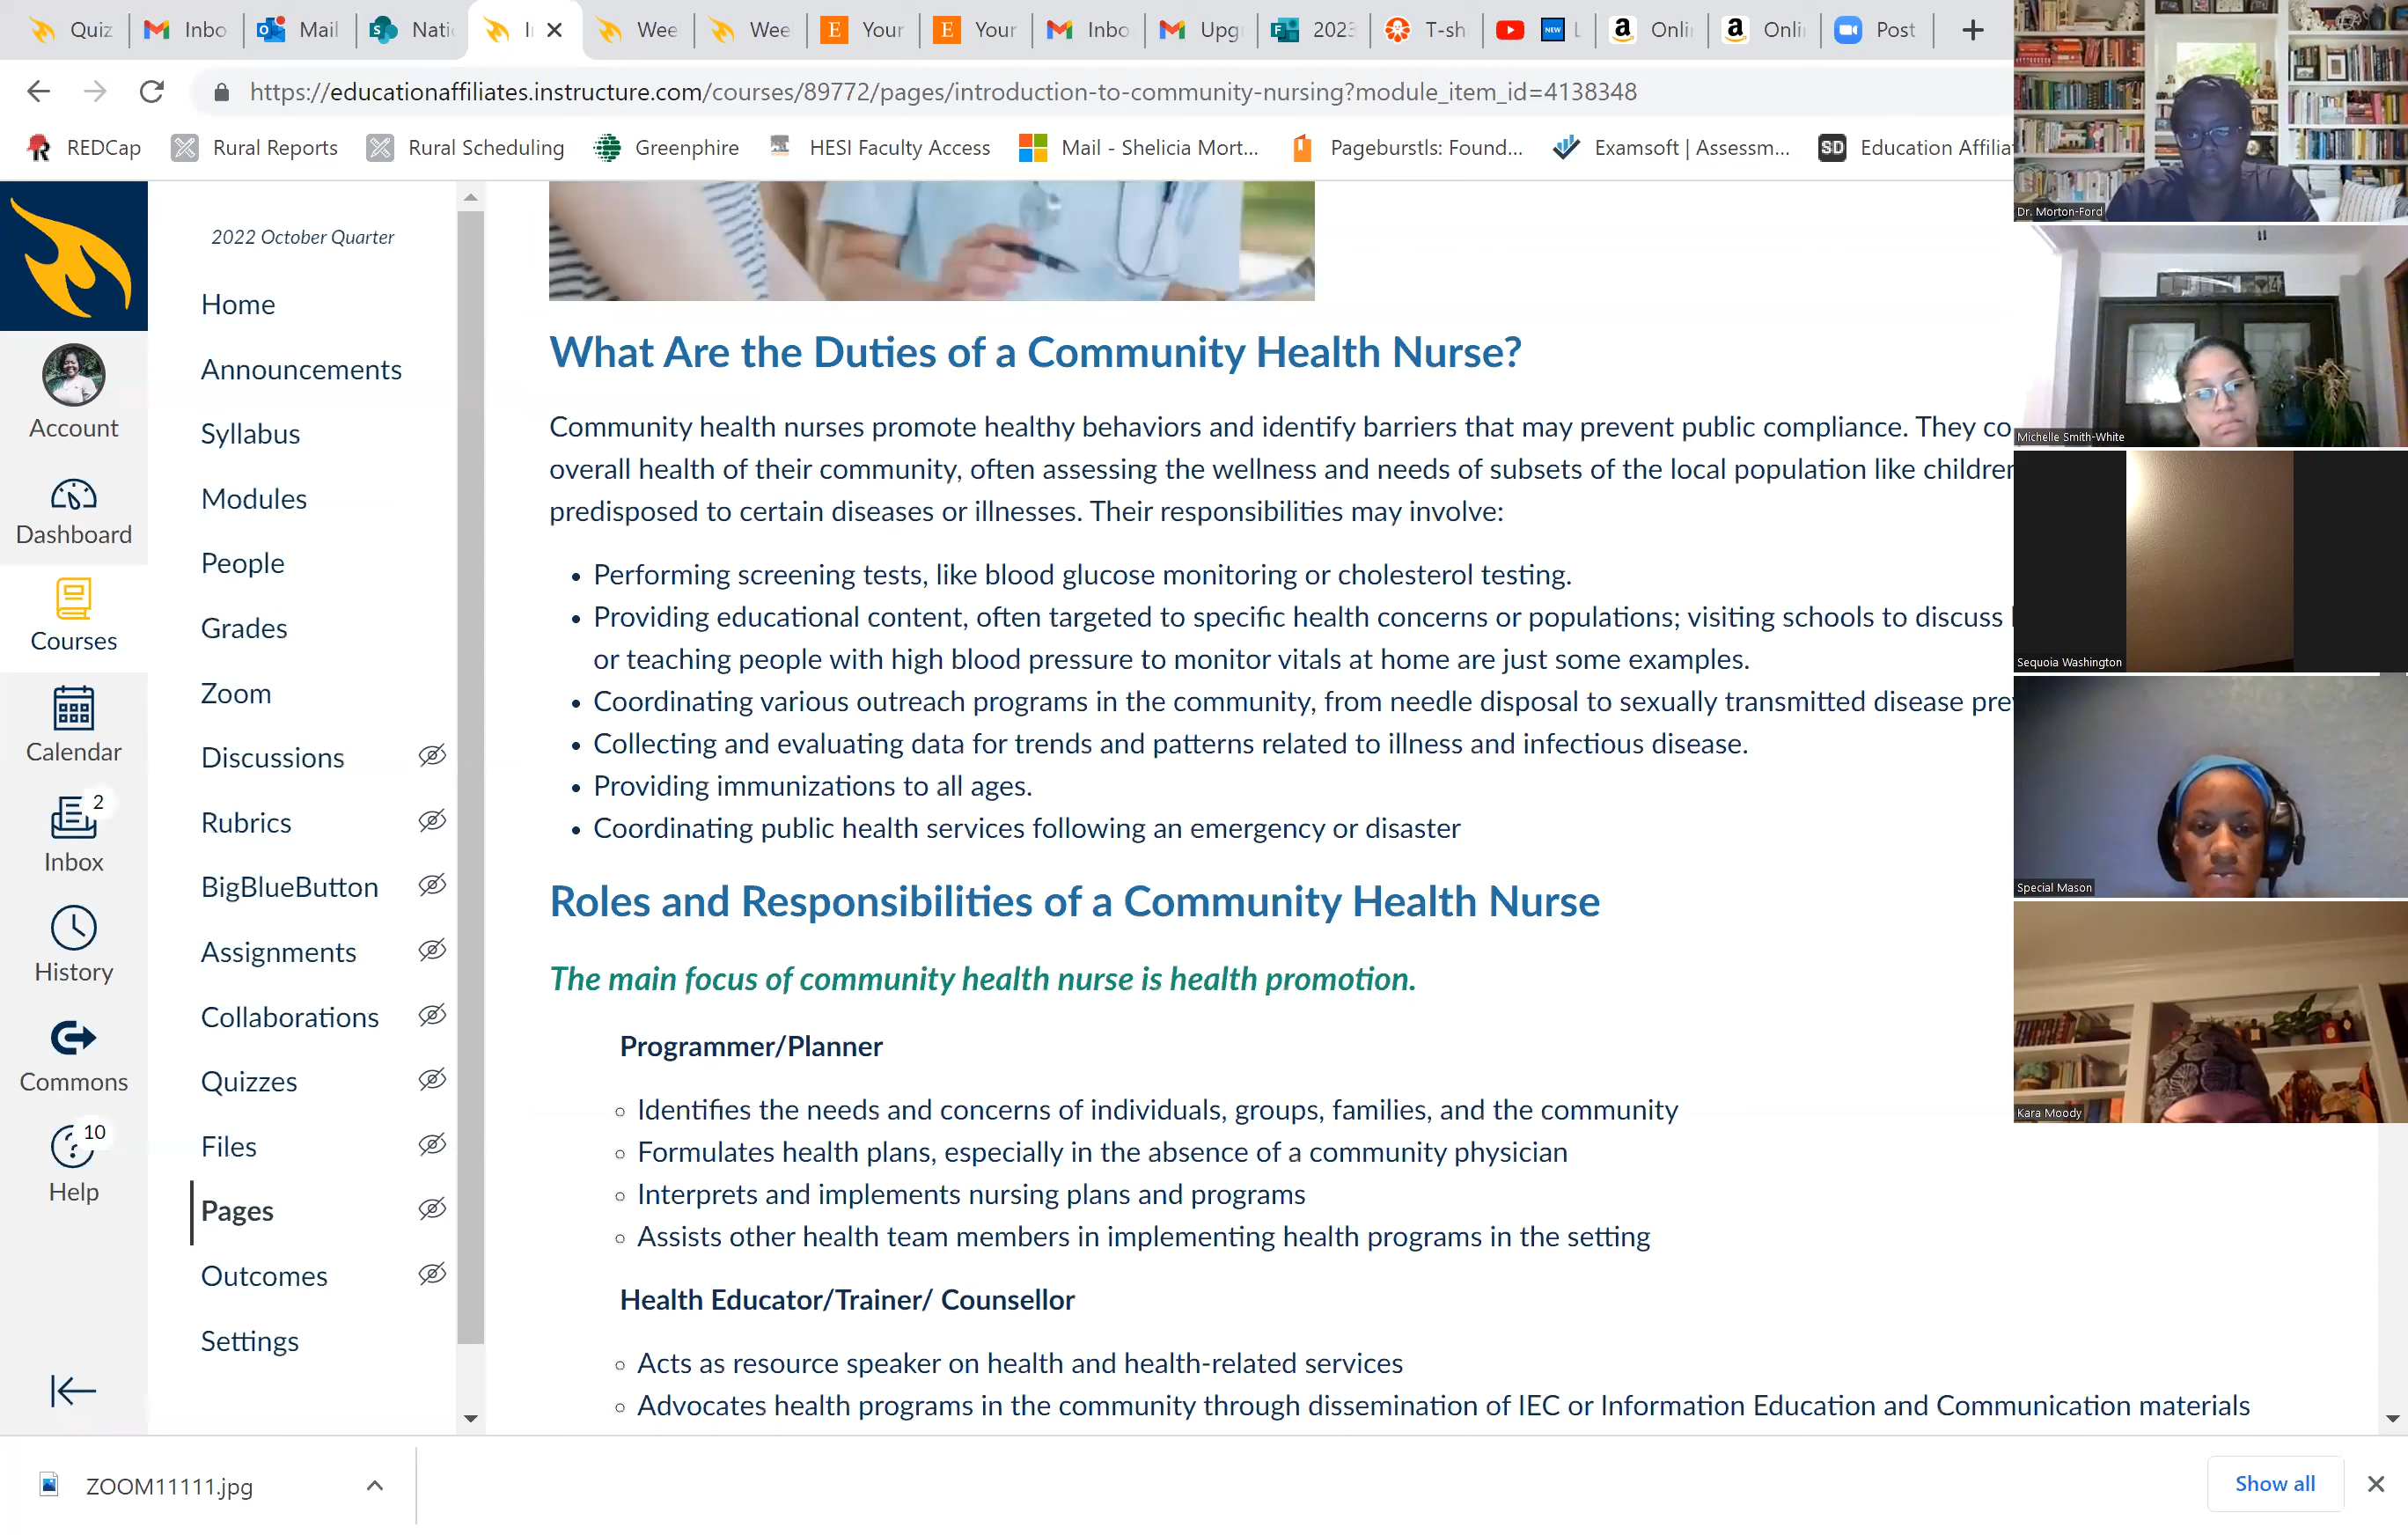 Quiz
Inbo
Mail
Nati
Wee
Wee
Your
Your
Inbo
Upg
2023
T-sh
NEW
L
Onli
Onli
Post
https://educationaffiliates.instructure.com/courses/89772/pages/introduction-to-community-nursing?module_item_id=4138348
REDCap
Rural Reports
Rural Scheduling
Greenphire
HESI Faculty Access
Mail - Shelicia Mort...
Pageburstls: Found...
Examsoft | Assessm...
SD
Education Affiliat
Account
Dashboard
Courses
Calendar
2
Inbox
History
Commons
10
Help
2022 October Quarter
Home
Announcements
Syllabus
Modules
People
Grades
Zoom
Discussions
Rubrics
BigBlueButton
Assignments
Collaborations
Quizzes
Files
Pages
Outcomes
Settings
What Are the Duties of a Community Health Nurse?
Community health nurses promote healthy behaviors and identify barriers that may prevent public compliance. They co
overall health of their community, often assessing the wellness and needs of subsets of the local population like children
predisposed to certain diseases or illnesses. Their responsibilities may involve:
• Performing screening tests, like blood glucose monitoring or cholesterol testing.
• Providing educational content, often targeted to specific health concerns or populations; visiting schools to discuss
or teaching people with high blood pressure to monitor vitals at home are just some examples.
• Coordinating various outreach programs in the community, from needle disposal to sexually transmitted disease pre
• Collecting and evaluating data for trends and patterns related to illness and infectious disease.
• Providing immunizations to all ages.
• Coordinating public health services following an emergency or disaster
Roles and Responsibilities of a Community Health Nurse
The main focus of community health nurse is health promotion.
Programmer/Planner
◦ Identifies the needs and concerns of individuals, groups, families, and the community
◦ Formulates health plans, especially in the absence of a community physician
◦ Interprets and implements nursing plans and programs
◦ Assists other health team members in implementing health programs in the setting
Health Educator/Trainer/ Counsellor
◦ Acts as resource speaker on health and health-related services
◦ Advocates health programs in the community through dissemination of IEC or Information Education and Communication materials
Dr. Morton-Ford
Michelle Smith-White
Sequoia Washington
Special Mason
Kara Moody
ZOOM11111.jpg
Show all